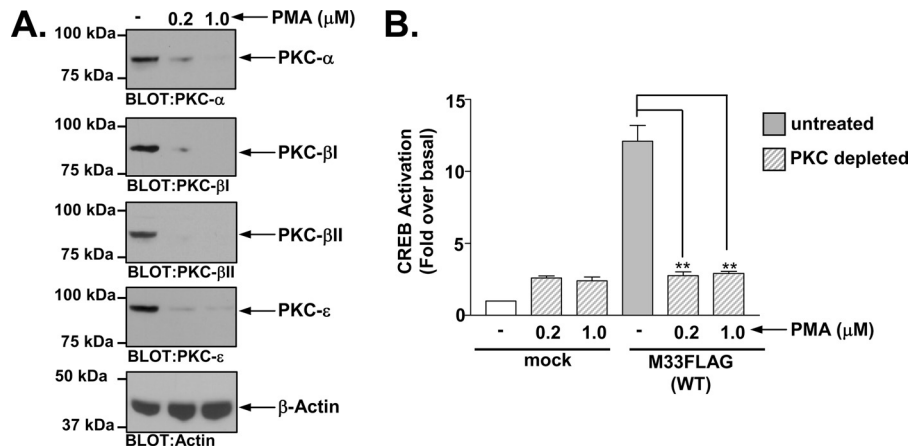 A.
- 0.2 1.0 PMA (μM)
100 kDa
75 kDa
PKC-α
BLOT:PKC-α
100 kDa
75 kDa
PKC-βI
BLOT:PKC-βI
100 kDa
75 kDa
PKC-βII
BLOT:PKC-βII
100 kDa
75 kDa
PKC-ε
BLOT:PKC-ε
50 kDa
37 kDa
β-Actin
BLOT:Actin
B.
CREB Activation
(Fold over basal)
15
10
5
0
** **
untreated
PKC depleted
- 0.2 1.0 - 0.2 1.0 PMA (μM)
mock M33FLAG
(WT)